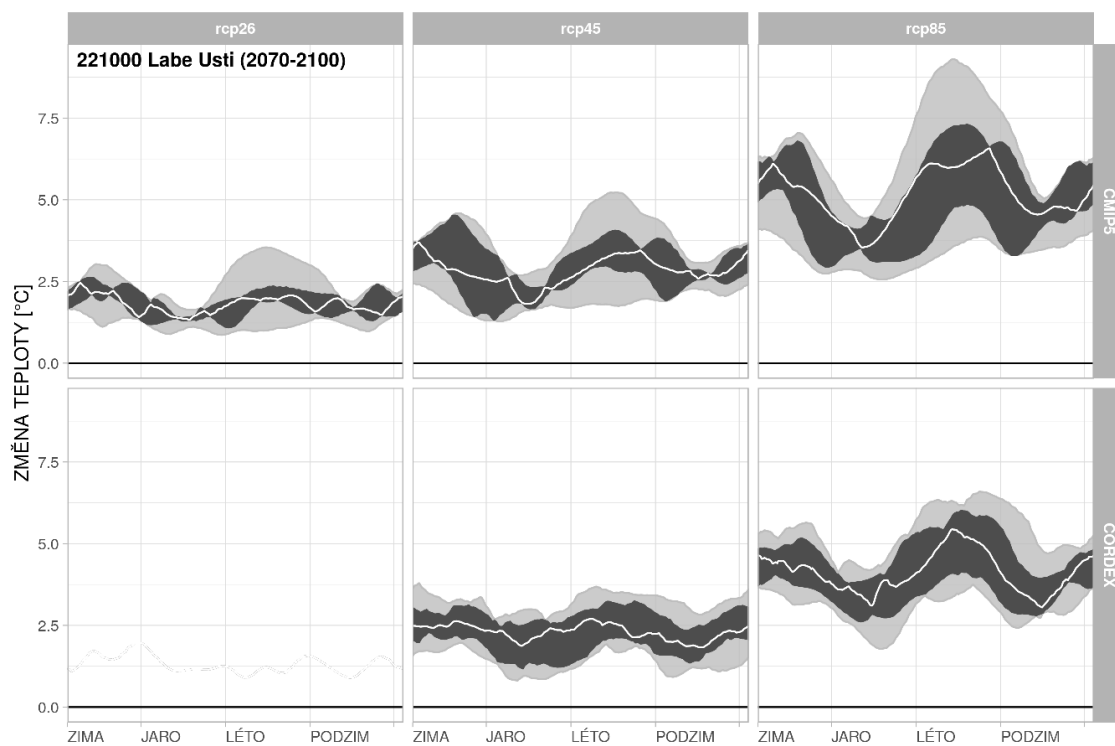 rcp26 rcp45 rcp85
221000 Labe Usti (2070-2100)
ZMĚNA TEPLOTY [°C]
7.5
5.0
2.5
0.0
CMIP5
7.5
5.0
2.5
0.0
CORDEX
ZIMA JARO LÉTO PODZIM ZIMA JARO LÉTO PODZIM ZIMA JARO LÉTO PODZIM